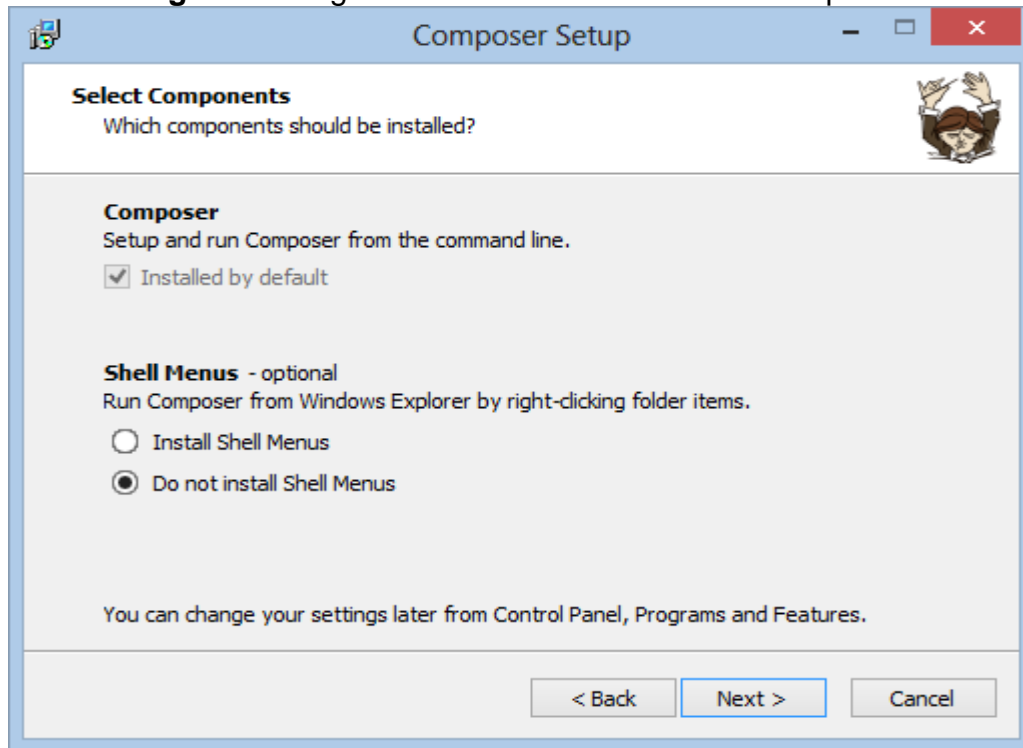 Composer Setup
Select Components
Which components should be installed?
Composer
Setup and run Composer from the command line.
Installed by default
Shell Menus - optional
Run Composer from Windows Explorer by right-clicking folder items.
Install Shell Menus
Do not install Shell Menus
You can change your settings later from Control Panel, Programs and Features.
< Back Next > Cancel